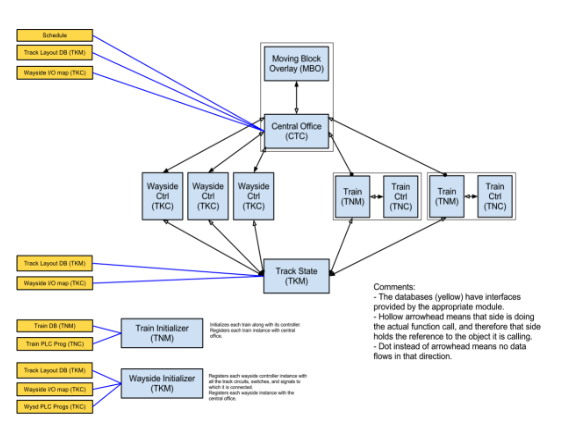 Schedule
Track Layout DB (TKM)
Wayside I/O map (TKC)
Moving Block
Overlay (MBO)
Central Office
(CTC)
Wayside
Ctrl
(TKC)
Wayside
Ctrl
(TKC)
Wayside
Ctrl
(TKC)
Train
(TNM)
Train
Ctrl
(TNC)
Train
(TNM)
Train
Ctrl
(TNC)
Track Layout DB (TKM)
Wayside I/O map (TKC)
Track State
(TKM)
Comments:
- The databases (yellow) have interfaces
provided by the appropriate module.
- Hollow arrowhead means that side is doing
the actual function call, and therefore that side
holds the reference to the object it is calling.
- Dot instead of arrowhead means no data
flows in that direction.
Train DB (TNM)
Train PLC Prog (TNC)
Train Initializer
(TNM)
Initializes each train along with its controller.
Registers each train instance with
central office.
Track Layout DB (TKM)
Wayside I/O map (TKC)
Wysd PLC Progs (TKC)
Wayside Initializer
(TKM)
Registers each wayside controller instance with
all the track circuits, switches, and signals to
which it is connected.
Registers each wayside instance with the
central office.